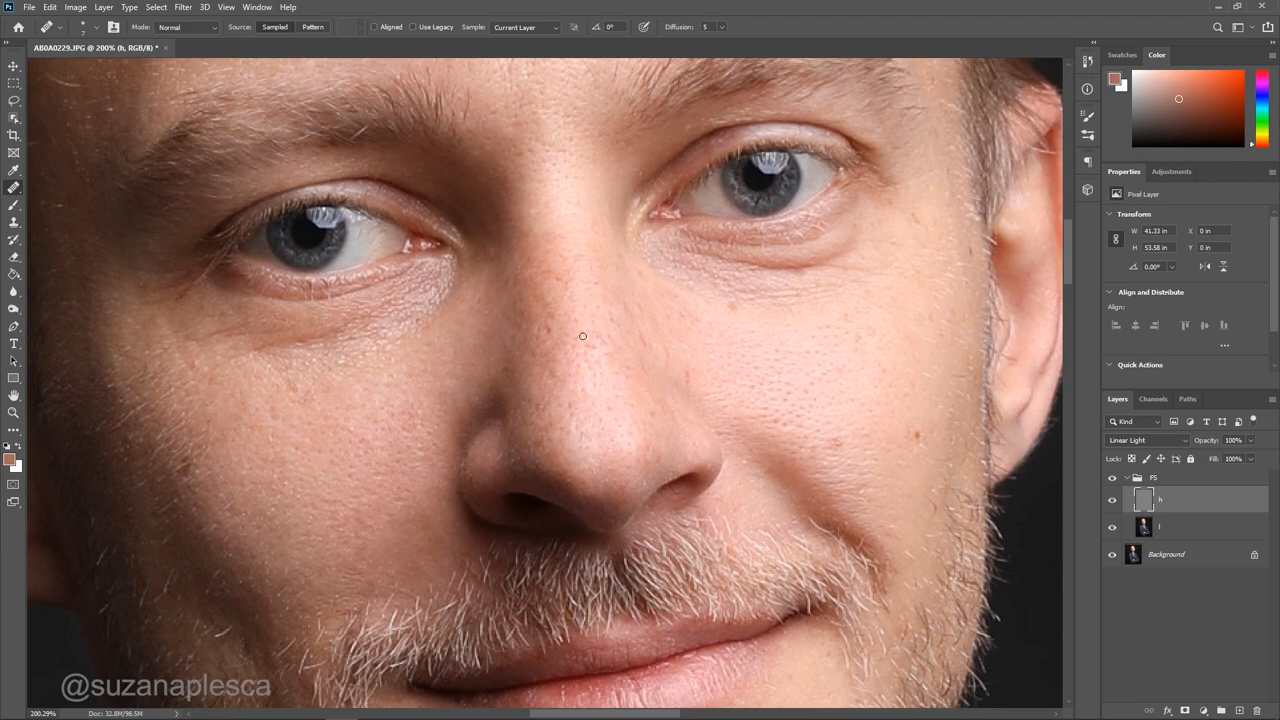 File Edit Image Layer Type Select Filter 3D View Window Help
7 Mode: Normal Source: Sampled Pattern Aligned Use Legacy Sample: Current Layer 0° Diffusion: 5
AB0A0229.JPG @ 200% (h, RGB/8) *
Swatches Color
Properties Adjustments
Pixel Layer
Transform
W 41.33 in X 0 in
H 53.58 in Y 0 in
0.00°
Align and Distribute
Align:
Quick Actions
Layers Channels Paths
Kind
Linear Light Opacity: 100%
Lock: Fill: 100%
FS
h
l
Background
@suzanaplesca
200.29% Doc: 32.8M/98.5M